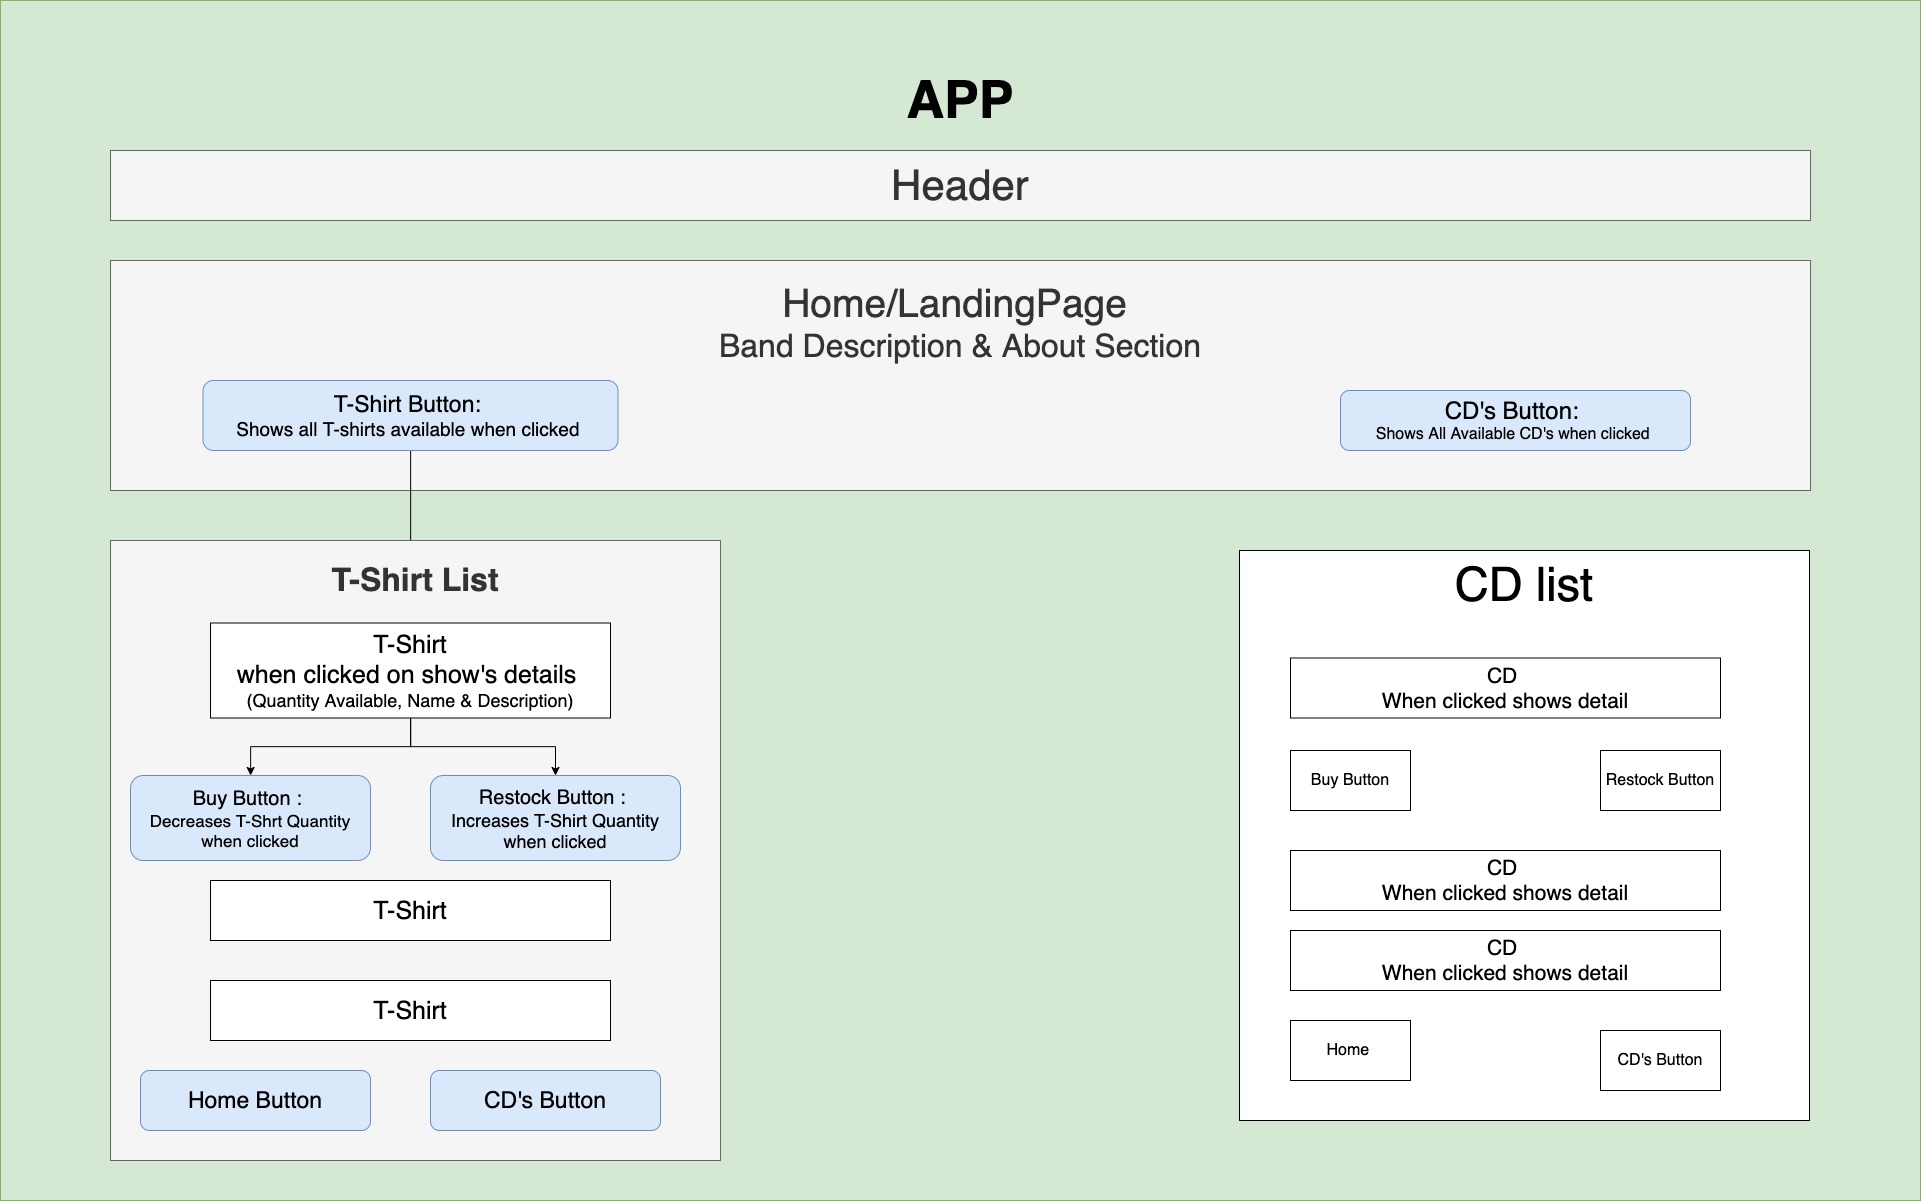 APP
Header
Home/LandingPage
Band Description & About Section
T-Shirt Button:
Shows all T-shirts available when clicked
CD's Button:
Shows All Available CD's when clicked
T-Shirt List
T-Shirt
when clicked on show's details
(Quantity Available, Name & Description)
Buy Button :
Decreases T-Shrt Quantity
when clicked
Restock Button :
Increases T-Shirt Quantity
when clicked
T-Shirt
T-Shirt
Home Button
CD's Button
CD list
CD
When clicked shows detail
Buy Button
Restock Button
CD
When clicked shows detail
CD
When clicked shows detail
Home
CD's Button